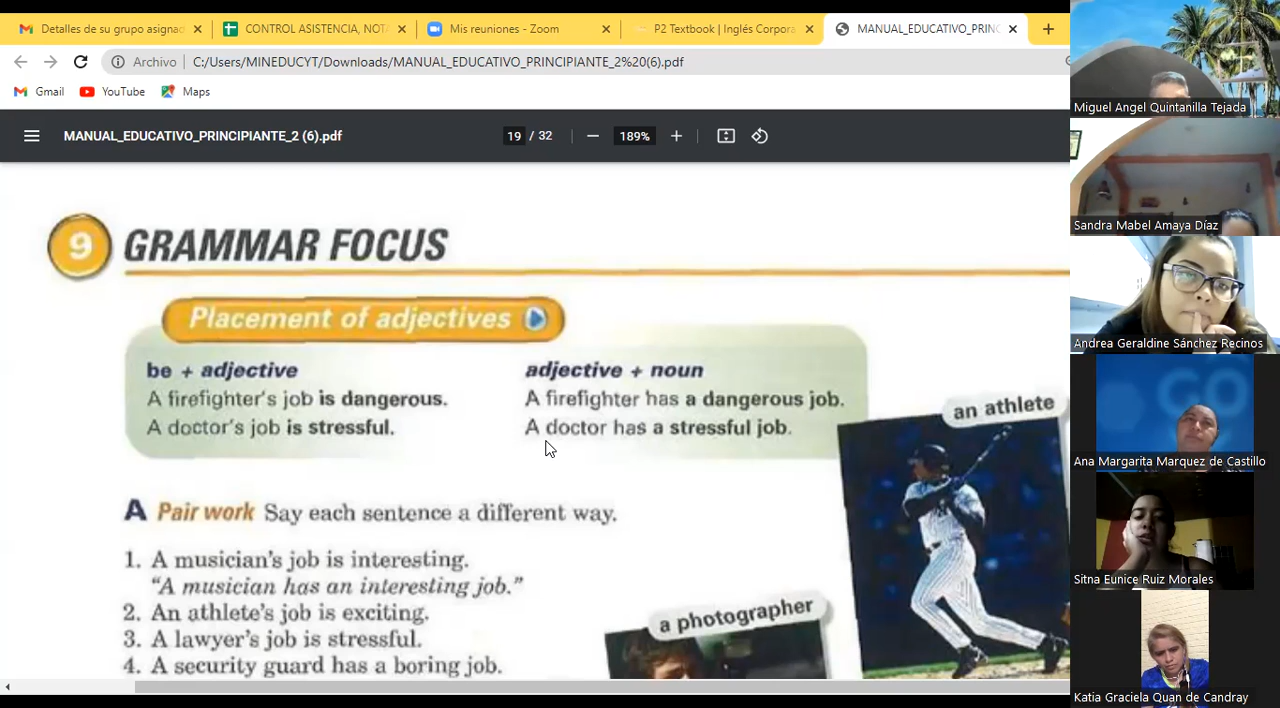 Detalles de su grupo asignad
CONTROL ASISTENCIA, NOT
Mis reuniones - Zoom
P2 Textbook | Inglés Corpora
MANUAL_EDUCATIVO_PRIN
Archivo
C:/Users/MINEDUCYT/Downloads/MANUAL_EDUCATIVO_PRINCIPIANTE_2%20(6).pdf
Gmail
YouTube
Maps
MANUAL_EDUCATIVO_PRINCIPIANTE_2 (6).pdf
19 / 32
189%
9 GRAMMAR FOCUS
Placement of adjectives
be + adjective
A firefighter's job is dangerous.
A doctor's job is stressful.
adjective + noun
A firefighter has a dangerous job.
A doctor has a stressful job.
an athlete
A Pair work Say each sentence a different way.
1. A musician's job is interesting.
"A musician has an interesting job."
2. An athlete's job is exciting.
3. A lawyer's job is stressful.
4. A security guard has a boring job.
a photographer
Miguel Angel Quintanilla Tejada
Sandra Mabel Amaya Díaz
Andrea Geraldine Sánchez Recinos
GO
Ana Margarita Marquez de Castillo
Sitna Eunice Ruiz Morales
Katia Graciela Quan de Candray